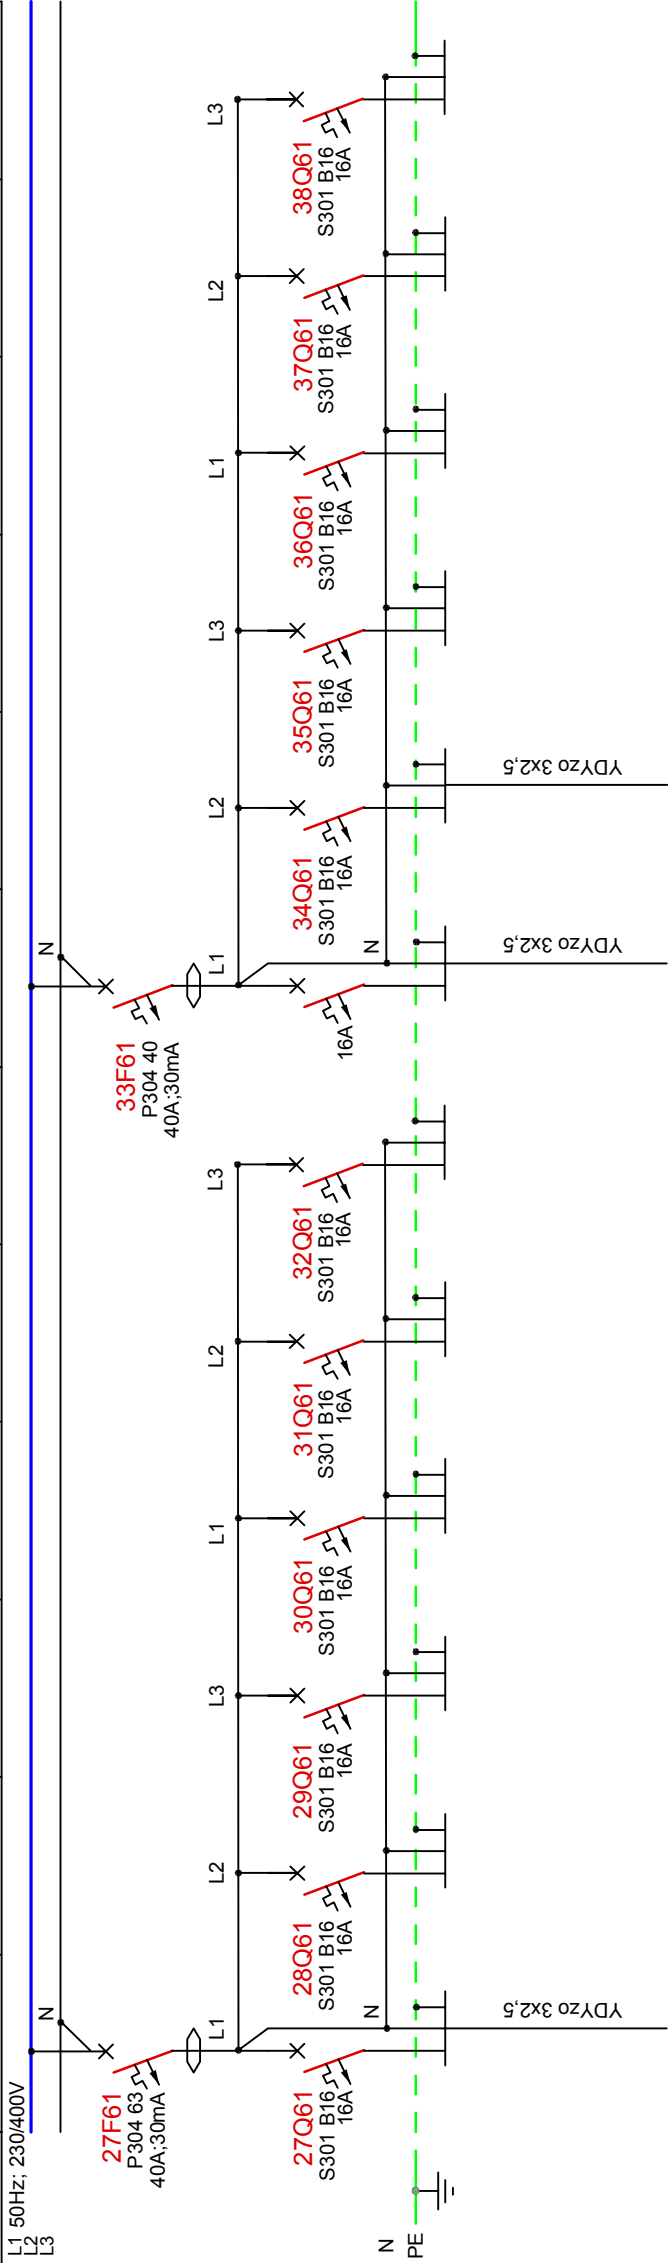 L1 50Hz; 230/400V
L2
L3
N
27F61
P304 63
40A;30mA
L1
27Q61
S301 B16
16A
N
YDYżo 3x2,5
L2
28Q61
S301 B16
16A
L3
29Q61
S301 B16
16A
L1
30Q61
S301 B16
16A
L2
31Q61
S301 B16
16A
L3
32Q61
S301 B16
16A
N
33F61
P304 40
40A;30mA
L1
16A
N
YDYzo 3x2,5
L2
34Q61
S301 B16
16A
YDYzo 3x2,5
L3
35Q61
S301 B16
16A
L1
36Q61
S301 B16
16A
L2
37Q61
S301 B16
16A
L3
38Q61
S301 B16
16A
N
PE